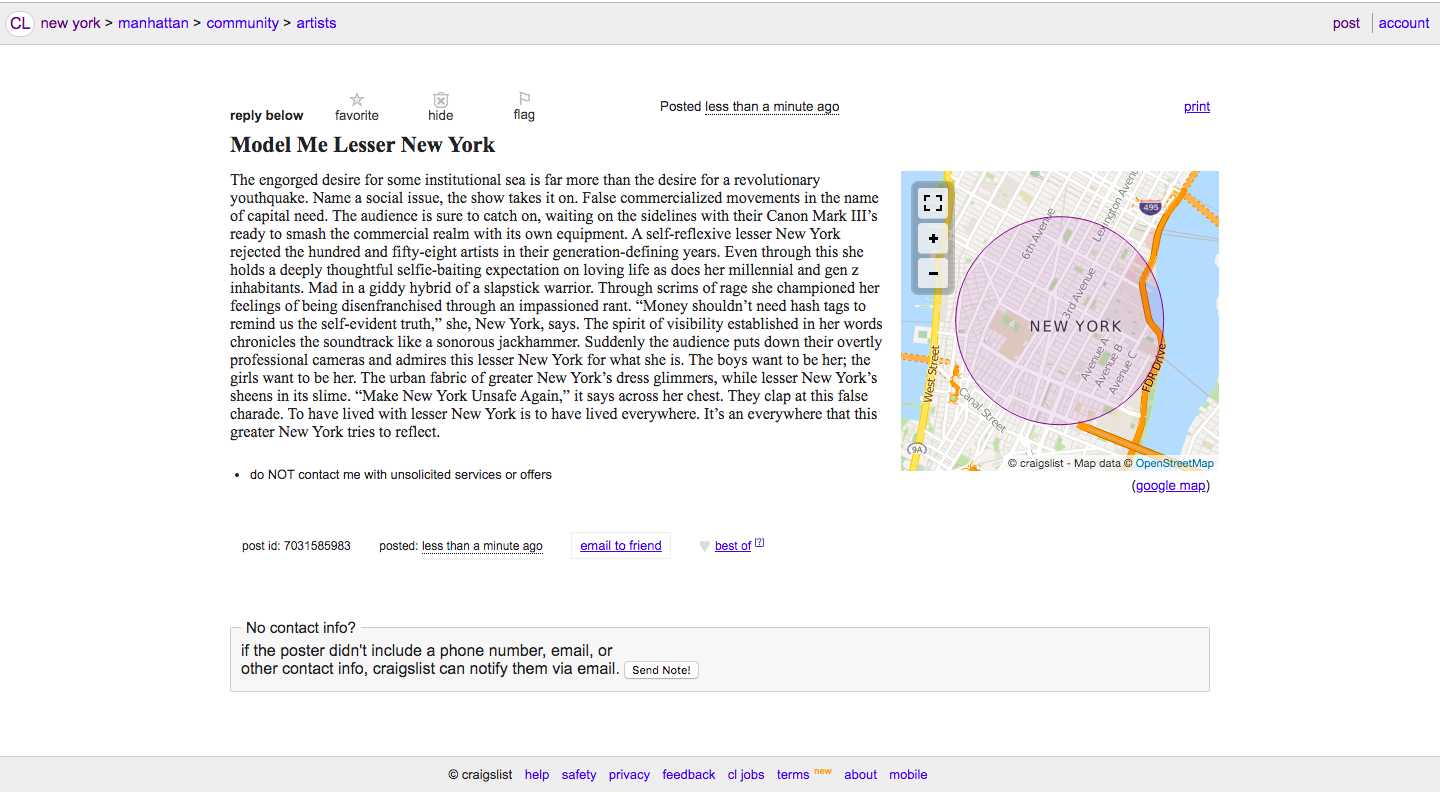 CL new york > manhattan > community > artists
post account
reply below favorite hide flag Posted less than a minute ago print
Model Me Lesser New York
The engorged desire for some institutional sea is far more than the desire for a revolutionary
youthquake. Name a social issue, the show takes it on. False commercialized movements in the name
of capital need. The audience is sure to catch on, waiting on the sidelines with their Canon Mark III’s
ready to smash the commercial realm with its own equipment. A self-reflexive lesser New York
rejected the hundred and fifty-eight artists in their generation-defining years. Even through this she
holds a deeply thoughtful selfie-baiting expectation on loving life as does her millennial and gen z
inhabitants. Mad in a giddy hybrid of a slapstick warrior. Through scrims of rage she championed her
feelings of being disenfranchised through an impassioned rant. “Money shouldn’t need hash tags to
remind us the self-evident truth,” she, New York, says. The spirit of visibility established in her words
chronicles the soundtrack like a sonorous jackhammer. Suddenly the audience puts down their overtly
professional cameras and admires this lesser New York for what she is. The boys want to be her; the
girls want to be her. The urban fabric of greater New York’s dress glimmers, while lesser New York’s
sheens in its slime. “Make New York Unsafe Again,” it says across her chest. They clap at this false
charade. To have lived with lesser New York is to have lived everywhere. It’s an everywhere that this
greater New York tries to reflect.
+
−
495
Lexington Avenu
6th Avenue
3rd Avenue
NEW YORK
Avenue A
Avenue B
Avenue C
FDR Drive
West Street
Canal Street
9A
© craigslist - Map data © OpenStreetMap
(google map)
• do NOT contact me with unsolicited services or offers
post id: 7031585983 posted: less than a minute ago email to friend ♥ best of [?]
No contact info?
if the poster didn't include a phone number, email, or
other contact info, craigslist can notify them via email. Send Note!
© craigslist help safety privacy feedback cl jobs terms new about mobile